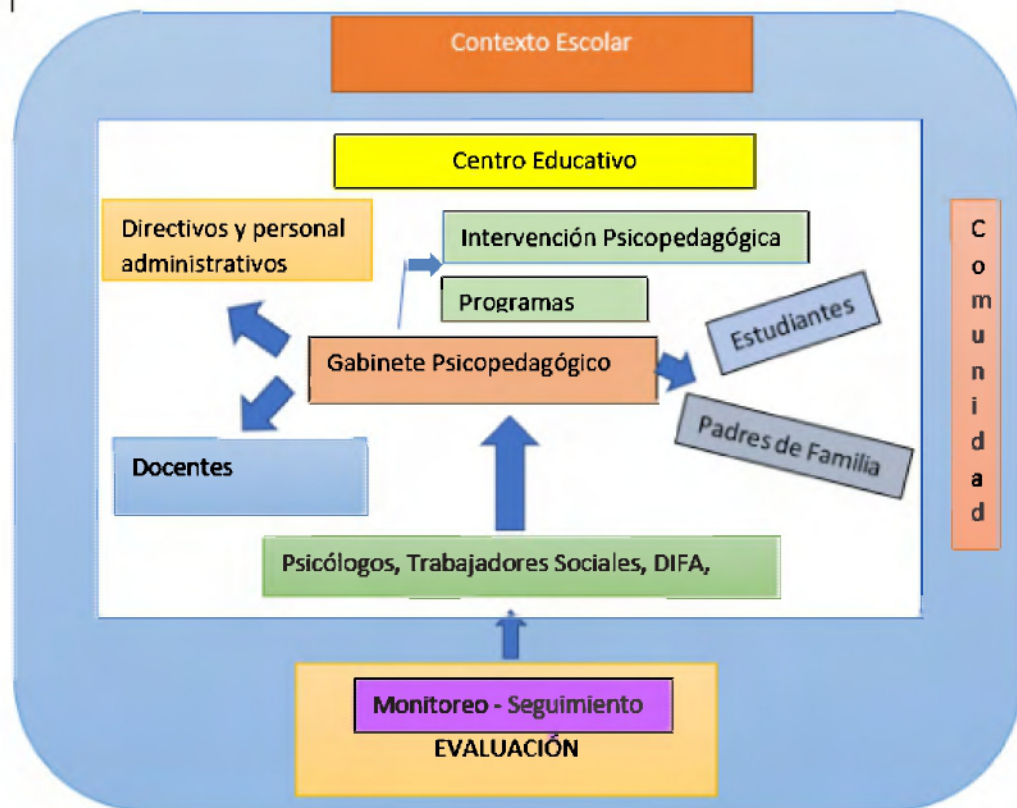 Contexto Escolar
Centro Educativo
Directivos y personal
administrativos
Intervención Psicopedagógica
Programas
Estudiantes
Gabinete Psicopedagógico
Padres de Familia
Docentes
Psicólogos, Trabajadores Sociales, DIFA,
Monitoreo - Seguimiento
EVALUACIÓN
Comunidad